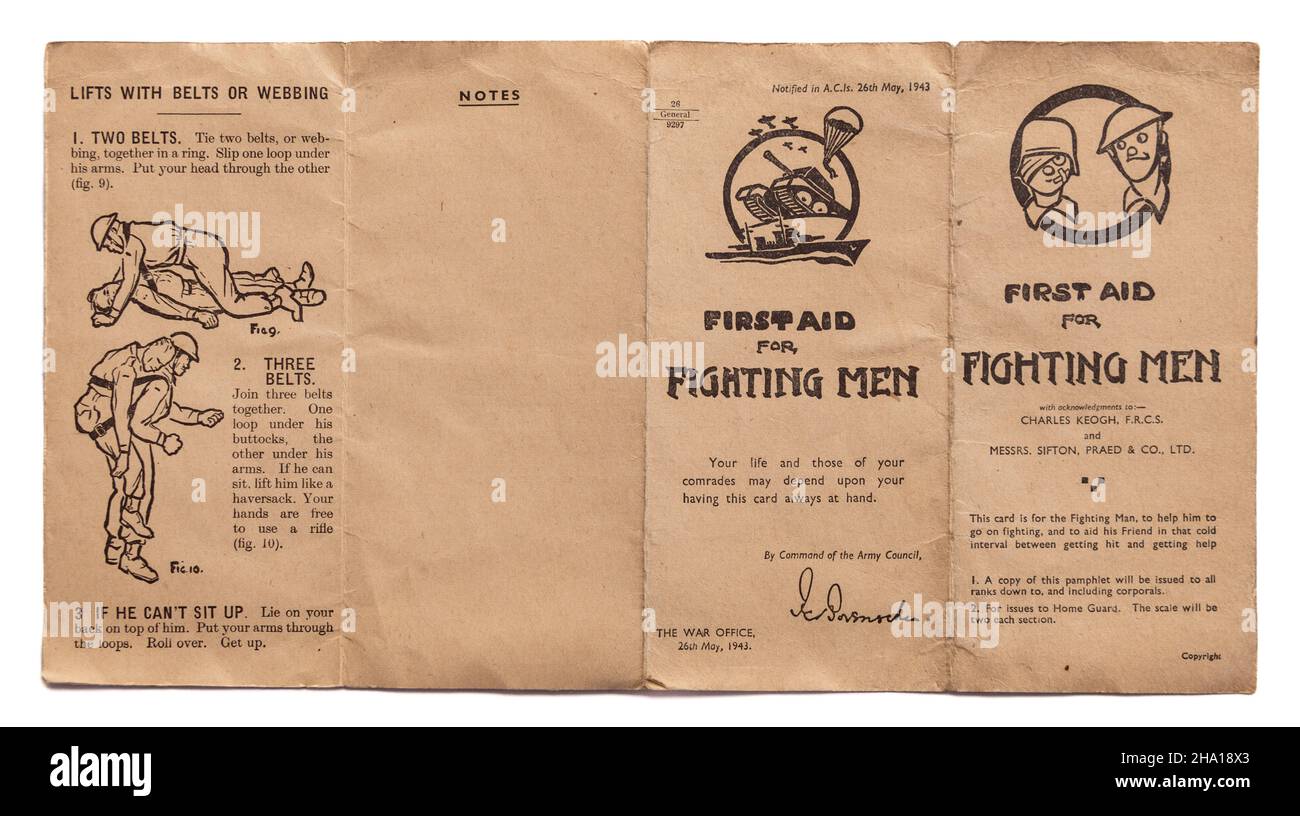 LIFTS WITH BELTS OR WEBBING
1. TWO BELTS. Tie two belts, or web-
bing, together in a ring. Slip one loop under
his arms. Put your head through the other
(fig. 9).
Fig 9.
2. THREE
BELTS.
Join three belts
together. One
loop under his
buttocks, the
other under his
arms. If he can
sit, lift him like a
haversack. Your
hands are free
to use a rifle
(fig. 10).
Fig 10.
3 IF HE CAN'T SIT UP. Lie on your
back on top of him. Put your arms through
the loops. Roll over. Get up.
NOTES
Notified in A.C.Is. 26th May, 1943
26
General
9297
FIRST AID
FOR
FIGHTING MEN
Your life and those of your
comrades may depend upon your
having this card always at hand.
By Command of the Army Council,
THE WAR OFFICE,
26th May, 1943.
FIRST AID
FOR
FIGHTING MEN
with acknowledgments to:—
CHARLES KEOGH, F.R.C.S.
and
MESSRS. SIFTON, PRAED & CO., LTD.
This card is for the Fighting Man, to help him to
go on fighting, and to aid his Friend in that cold
interval between getting hit and getting help
1. A copy of this pamphlet will be issued to all
ranks down to, and including corporals.
2. For issues to Home Guard. The scale will be
two each section.
Copyright
alamy
a
a
a
a
a
a
alamy
Image ID: 2HA18X3
www.alamy.com